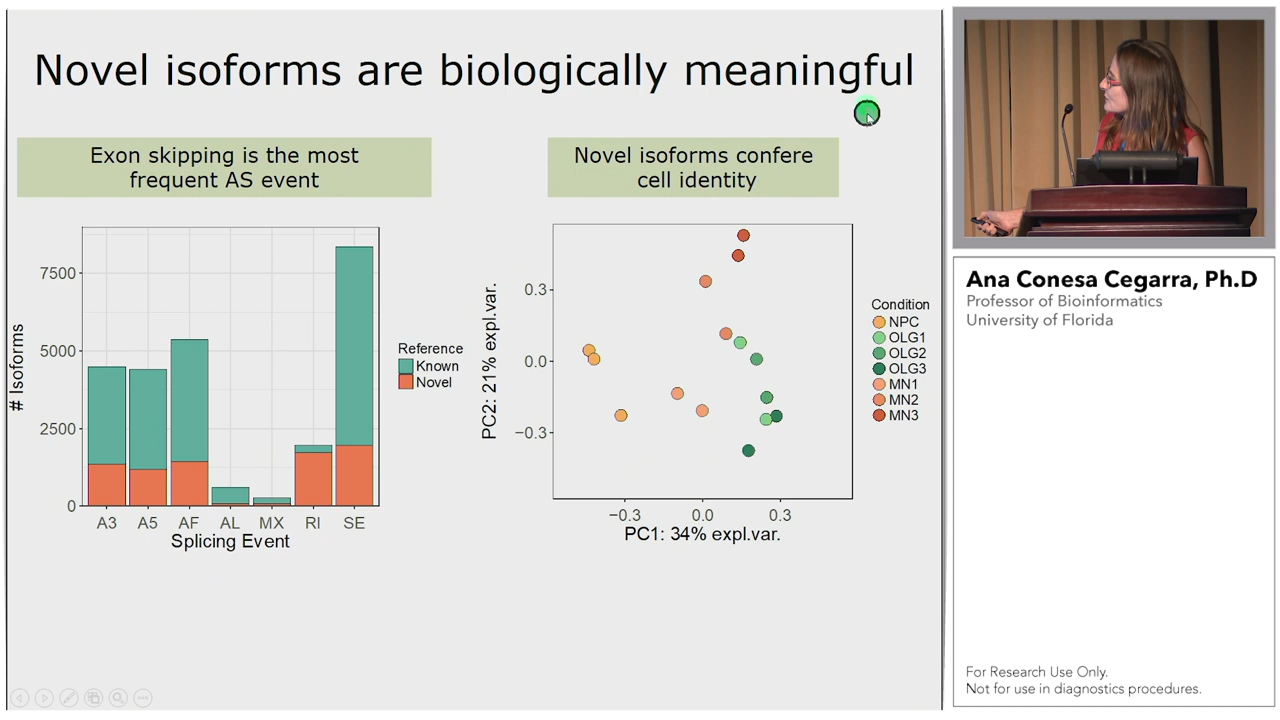 Novel isoforms are biologically meaningful
Exon skipping is the most
frequent AS event
Novel isoforms confere
cell identity
# Isoforms
7500
5000
2500
0
A3 A5 AF AL MX RI SE
Splicing Event
Reference
Known
Novel
PC2: 21% expl.var.
0.3
0.0
−0.3
−0.3 0.0 0.3
PC1: 34% expl.var.
Condition
NPC
OLG1
OLG2
OLG3
MN1
MN2
MN3
Ana Conesa Cegarra, Ph.D
Professor of Bioinformatics
University of Florida
For Research Use Only.
Not for use in diagnostics procedures.